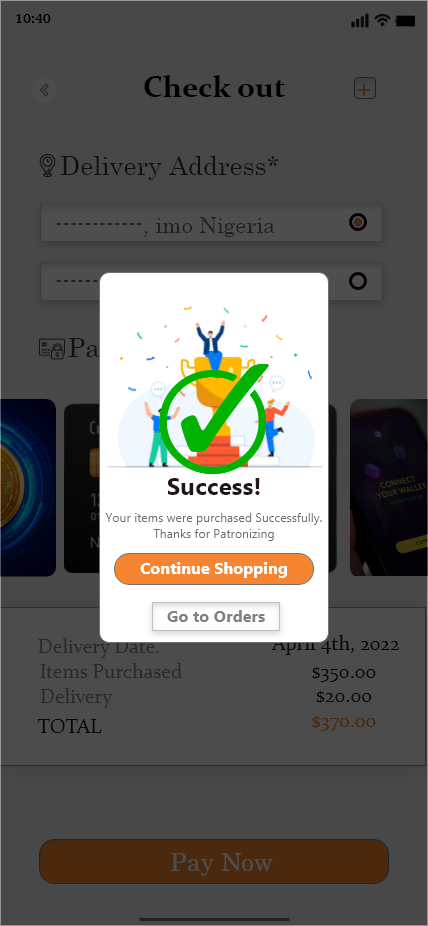 10:40
Check out
Delivery Address*
------------, imo Nigeria
Success!
Your items were purchased Successfully.
Thanks for Patronizing
Continue Shopping
Go to Orders
CONNECT
YOUR WALLET
Delivery Date. April 4th, 2022
Items Purchased $350.00
Delivery $20.00
TOTAL $370.00
Pay Now